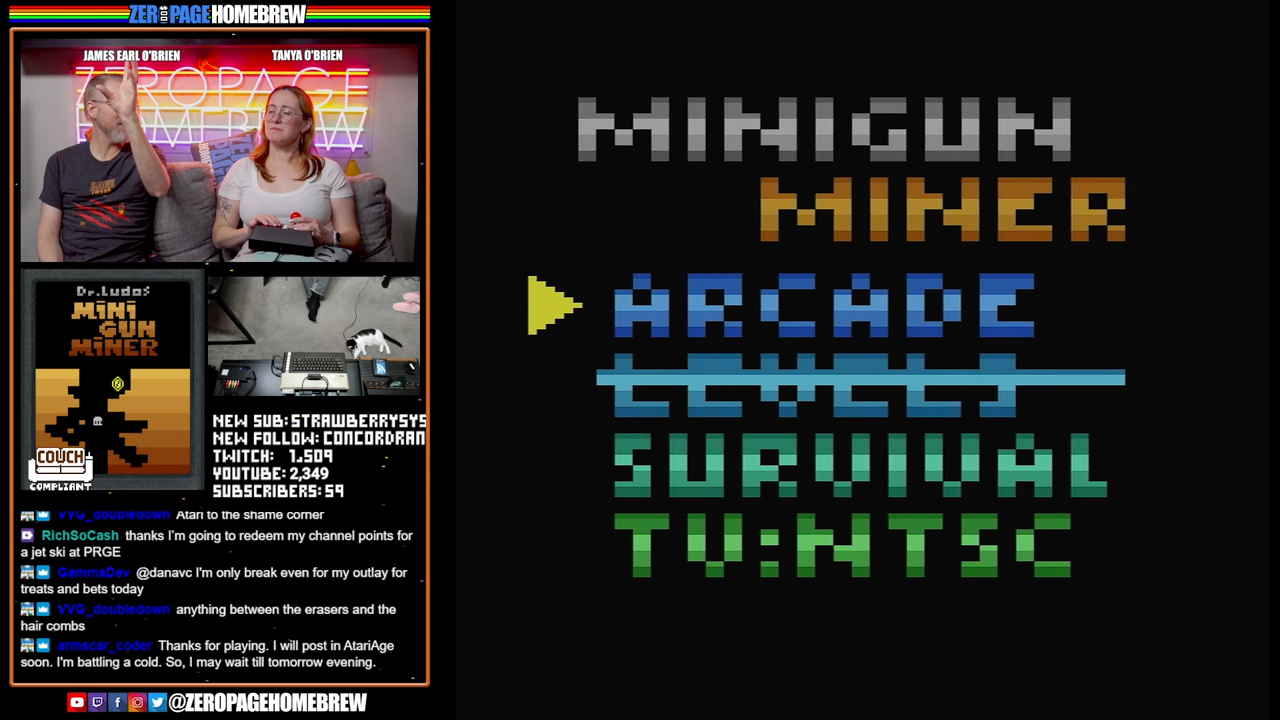 ZEROPAGEHOMEBREW
JAMES EARL O'BRIEN
TANYA O'BRIEN
ZEROPAGE
HOMEBREW
Dr.Ludos
MINI
GUN
MINER
COUCH
COMPLIANT
NEW SUB:STRAWBERRYSYS
NEW FOLLOW:CONCORDRAN
TWITCH: 1,509
YOUTUBE: 2,349
SUBSCRIBERS: 59
VVG_doubledown Atari to the shame corner
RichSoCash thanks I'm going to redeem my channel points for
a jet ski at PRGE
GammaDev @danavc I'm only break even for my outlay for
treats and bets today
VVG_doubledown anything between the erasers and the
hair combs
armscar_coder Thanks for playing. I will post in AtariAge
soon. I'm battling a cold. So, I may wait till tomorrow evening.
@ZEROPAGEHOMEBREW
MINIGUN
MINER
ARCADE
LEVELS
SURVIVAL
TV:NTSC